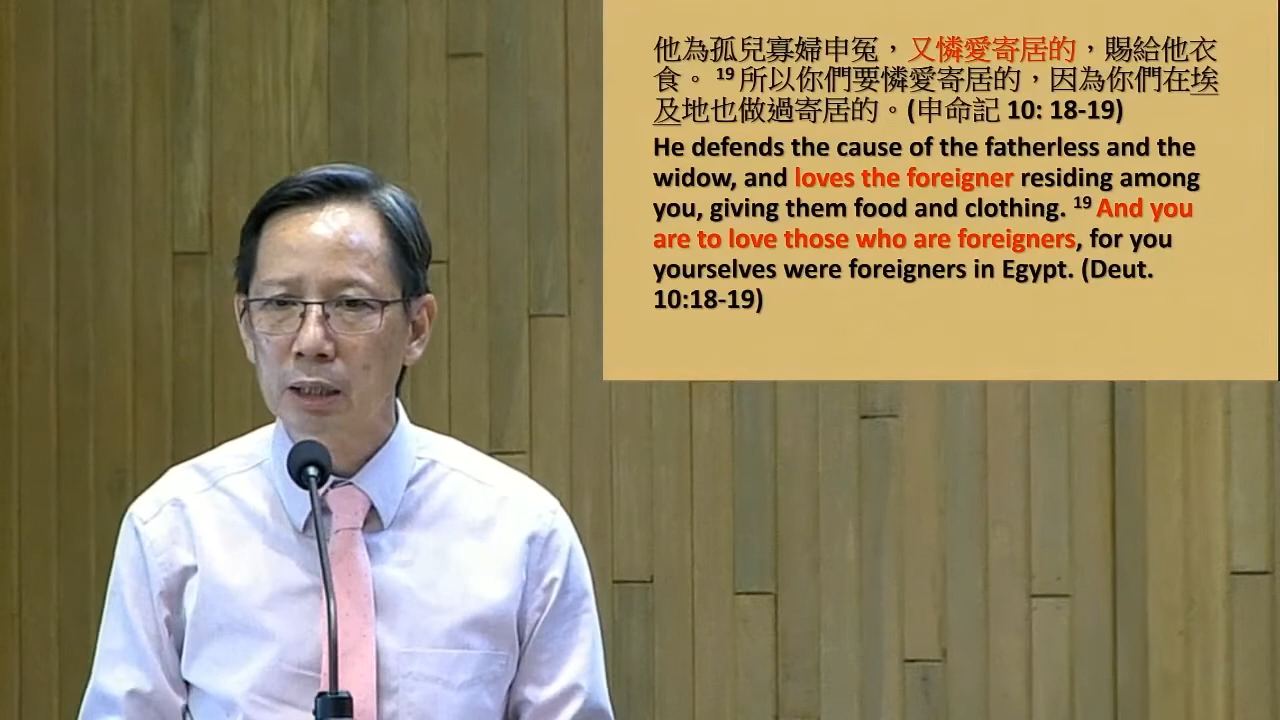 他為孤兒寡婦申冤，又憐愛寄居的，賜給他衣
食。 19 所以你們要憐愛寄居的，因為你們在埃
及地也做過寄居的。(申命記 10: 18-19)
He defends the cause of the fatherless and the
widow, and loves the foreigner residing among
you, giving them food and clothing. 19 And you
are to love those who are foreigners, for you
yourselves were foreigners in Egypt. (Deut.
10:18-19)